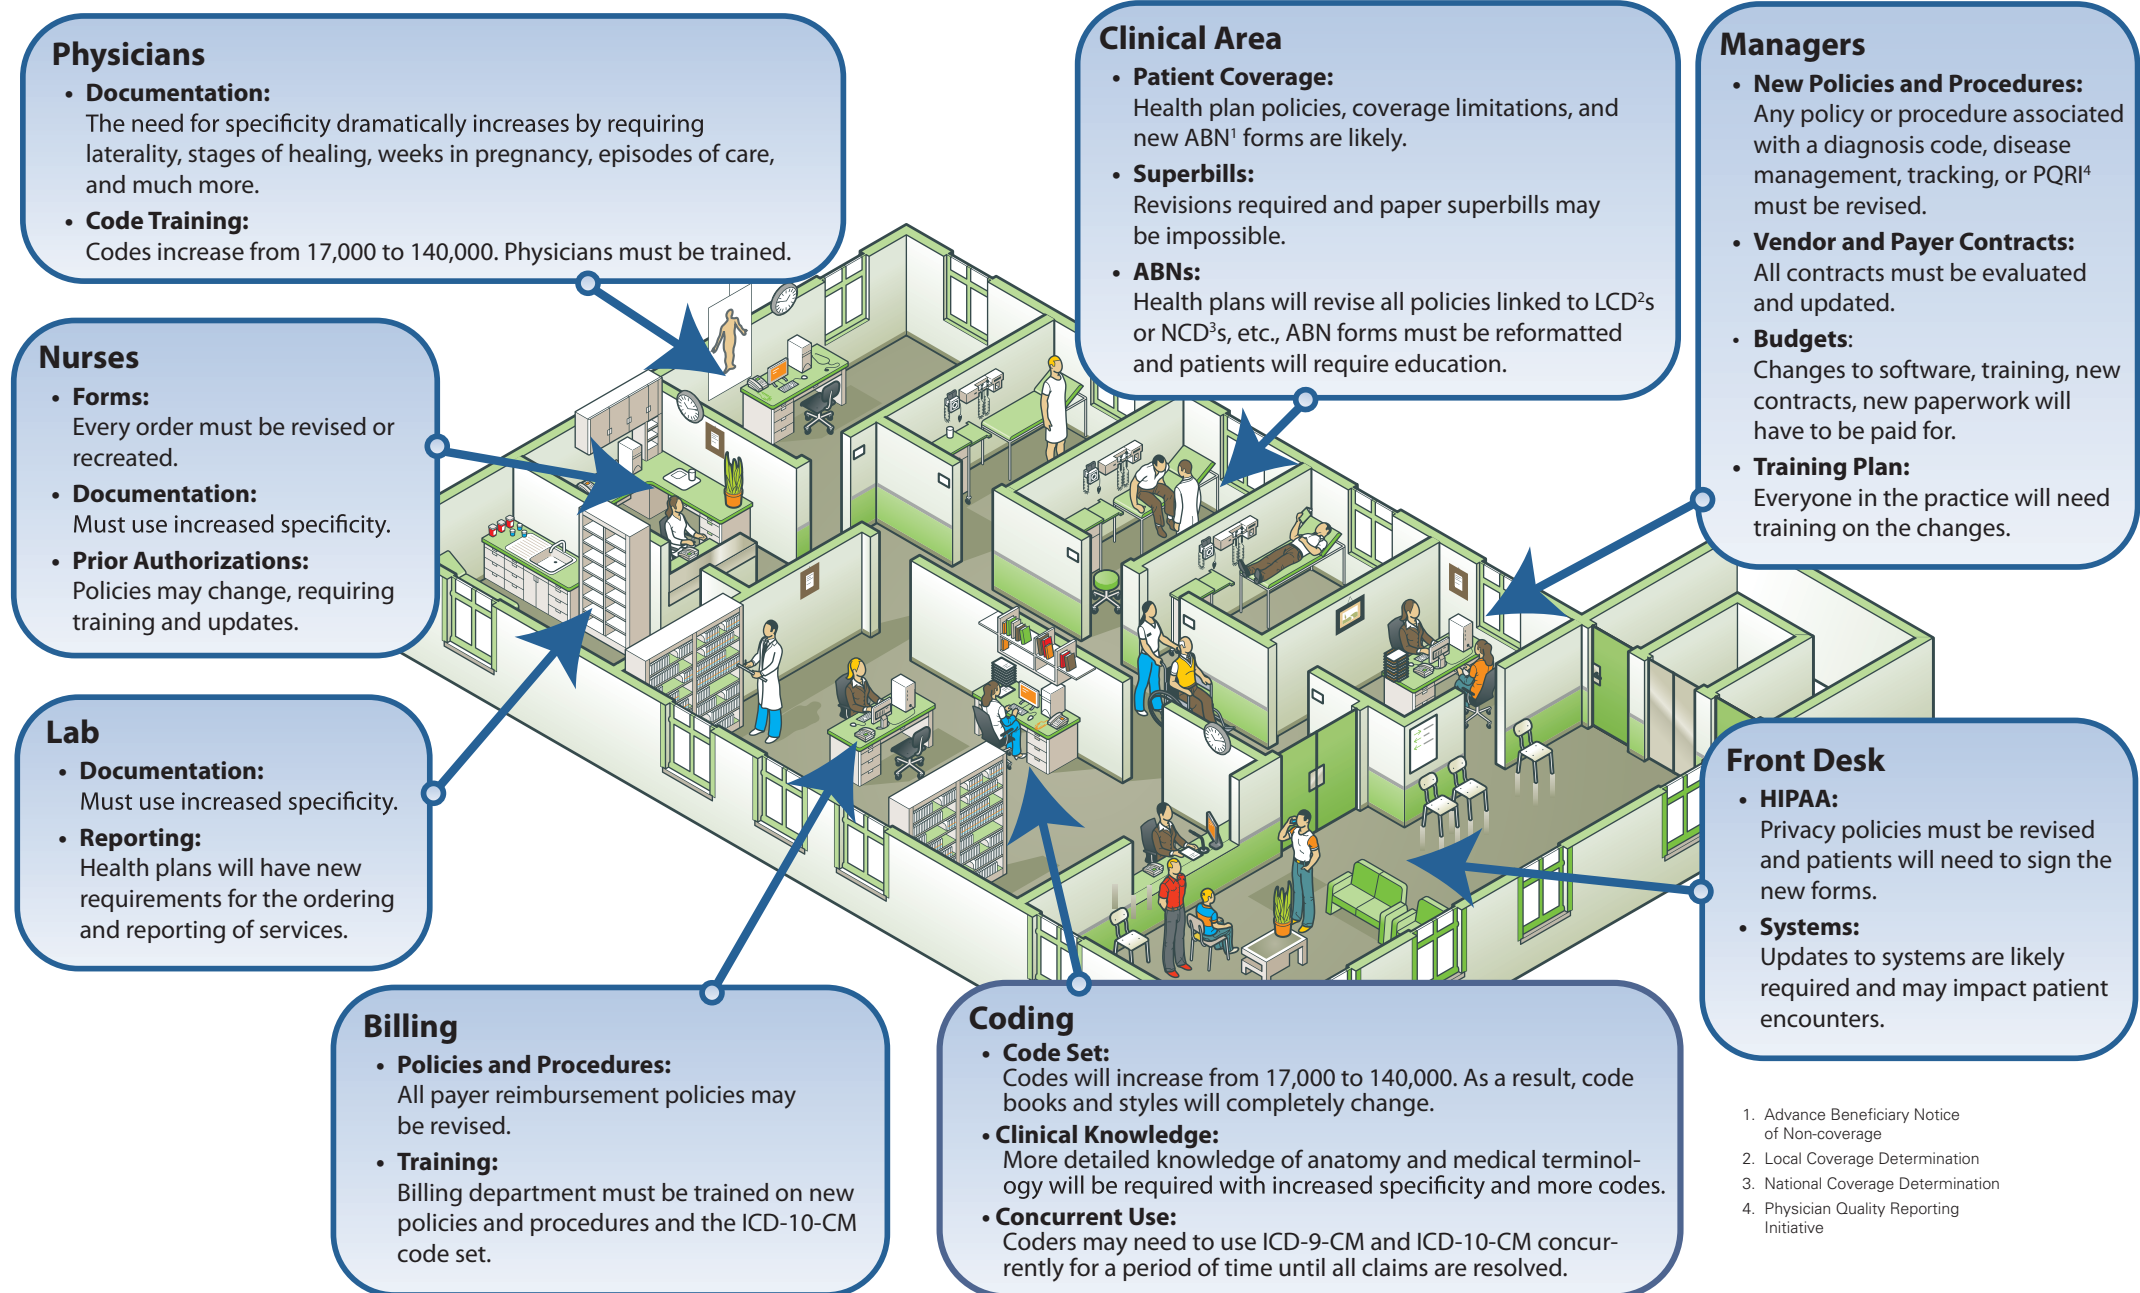 Physicians
• Documentation:
The need for specificity dramatically increases by requiring
laterality, stages of healing, weeks in pregnancy, episodes of care,
and much more.
• Code Training:
Codes increase from 17,000 to 140,000. Physicians must be trained.
Nurses
• Forms:
Every order must be revised or
recreated.
• Documentation:
Must use increased specificity.
• Prior Authorizations:
Policies may change, requiring
training and updates.
Lab
• Documentation:
Must use increased specificity.
• Reporting:
Health plans will have new
requirements for the ordering
and reporting of services.
Billing
• Policies and Procedures:
All payer reimbursement policies may
be revised.
• Training:
Billing department must be trained on new
policies and procedures and the ICD-10-CM
code set.
Coding
• Code Set:
Codes will increase from 17,000 to 140,000. As a result, code
books and styles will completely change.
• Clinical Knowledge:
More detailed knowledge of anatomy and medical terminol-
ogy will be required with increased specificity and more codes.
• Concurrent Use:
Coders may need to use ICD-9-CM and ICD-10-CM concur-
rently for a period of time until all claims are resolved.
Clinical Area
• Patient Coverage:
Health plan policies, coverage limitations, and
new ABN¹ forms are likely.
• Superbills:
Revisions required and paper superbills may
be impossible.
• ABNs:
Health plans will revise all policies linked to LCD²s
or NCD³s, etc., ABN forms must be reformatted
and patients will require education.
Managers
• New Policies and Procedures:
Any policy or procedure associated
with a diagnosis code, disease
management, tracking, or PQRI⁴
must be revised.
• Vendor and Payer Contracts:
All contracts must be evaluated
and updated.
• Budgets:
Changes to software, training, new
contracts, new paperwork will
have to be paid for.
• Training Plan:
Everyone in the practice will need
training on the changes.
Front Desk
• HIPAA:
Privacy policies must be revised
and patients will need to sign the
new forms.
• Systems:
Updates to systems are likely
required and may impact patient
encounters.
1. Advance Beneficiary Notice
of Non-coverage
2. Local Coverage Determination
3. National Coverage Determination
4. Physician Quality Reporting
Initiative